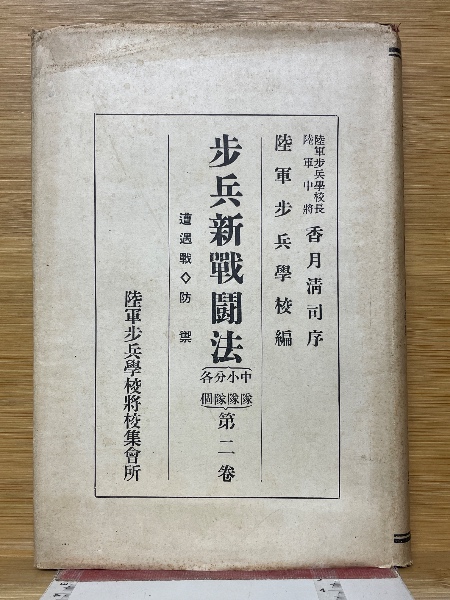 陸軍步兵學校長
陸軍中將
香月清司序
陸軍步兵學校編
步兵新戰鬪法
中隊
小隊
分隊
各個
第二卷
遭遇戰◇防禦
陸軍步兵學校將校集會所